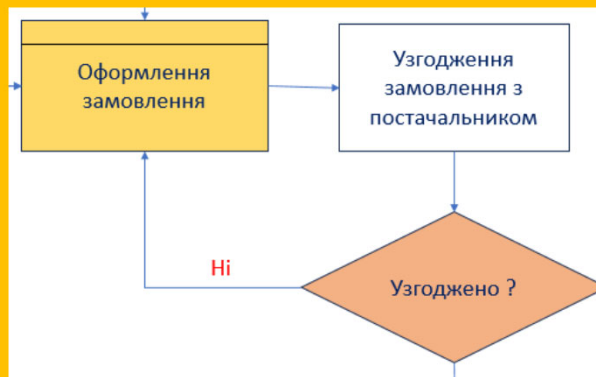 Оформлення
замовлення
Узгодження
замовлення з
постачальником
Ні
Узгоджено ?